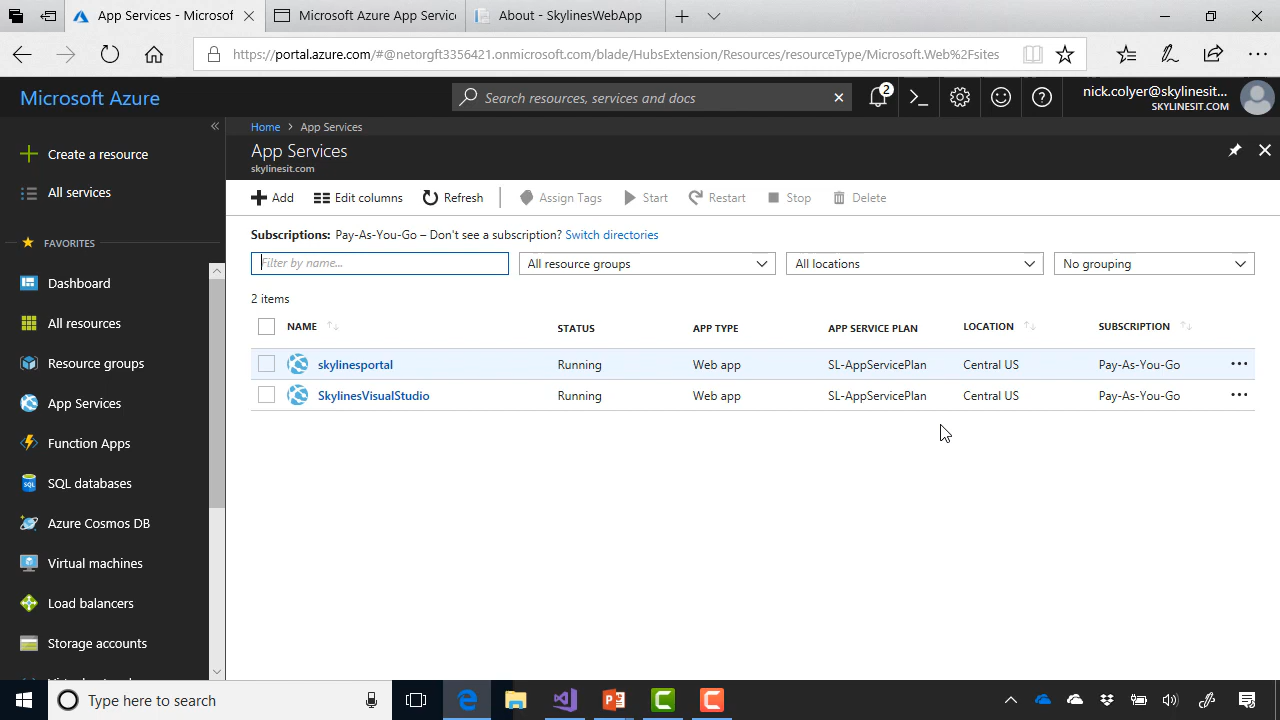 App Services - Microsof
Microsoft Azure App Service
About - SkylinesWebApp
https://portal.azure.com/#@netorgft3356421.onmicrosoft.com/blade/HubsExtension/Resources/resourceType/Microsoft.Web%2Fsites
Microsoft Azure
Search resources, services and docs
2
nick.colyer@skylinesit....
SKYLINESIT.COM
Home > App Services
App Services
skylinesit.com
Create a resource
All services
FAVORITES
Dashboard
All resources
Resource groups
App Services
Function Apps
SQL databases
Azure Cosmos DB
Virtual machines
Load balancers
Storage accounts
Add
Edit columns
Refresh
Assign Tags
Start
Restart
Stop
Delete
Subscriptions: Pay-As-You-Go – Don't see a subscription? Switch directories
Filter by name...
All resource groups
All locations
No grouping
2 items
NAME STATUS APP TYPE APP SERVICE PLAN LOCATION SUBSCRIPTION
skylinesportal Running Web app SL-AppServicePlan Central US Pay-As-You-Go
SkylinesVisualStudio Running Web app SL-AppServicePlan Central US Pay-As-You-Go
Type here to search